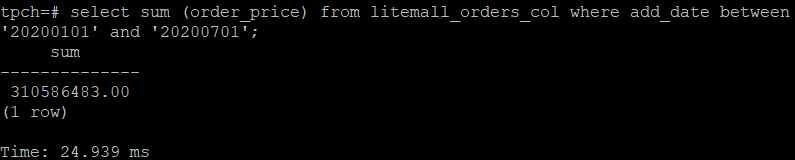 tpch=# select sum (order_price) from litemall_orders_col where add_date between
'20200101' and '20200701';
     sum
--------------
 310586483.00
(1 row)

Time: 24.939 ms